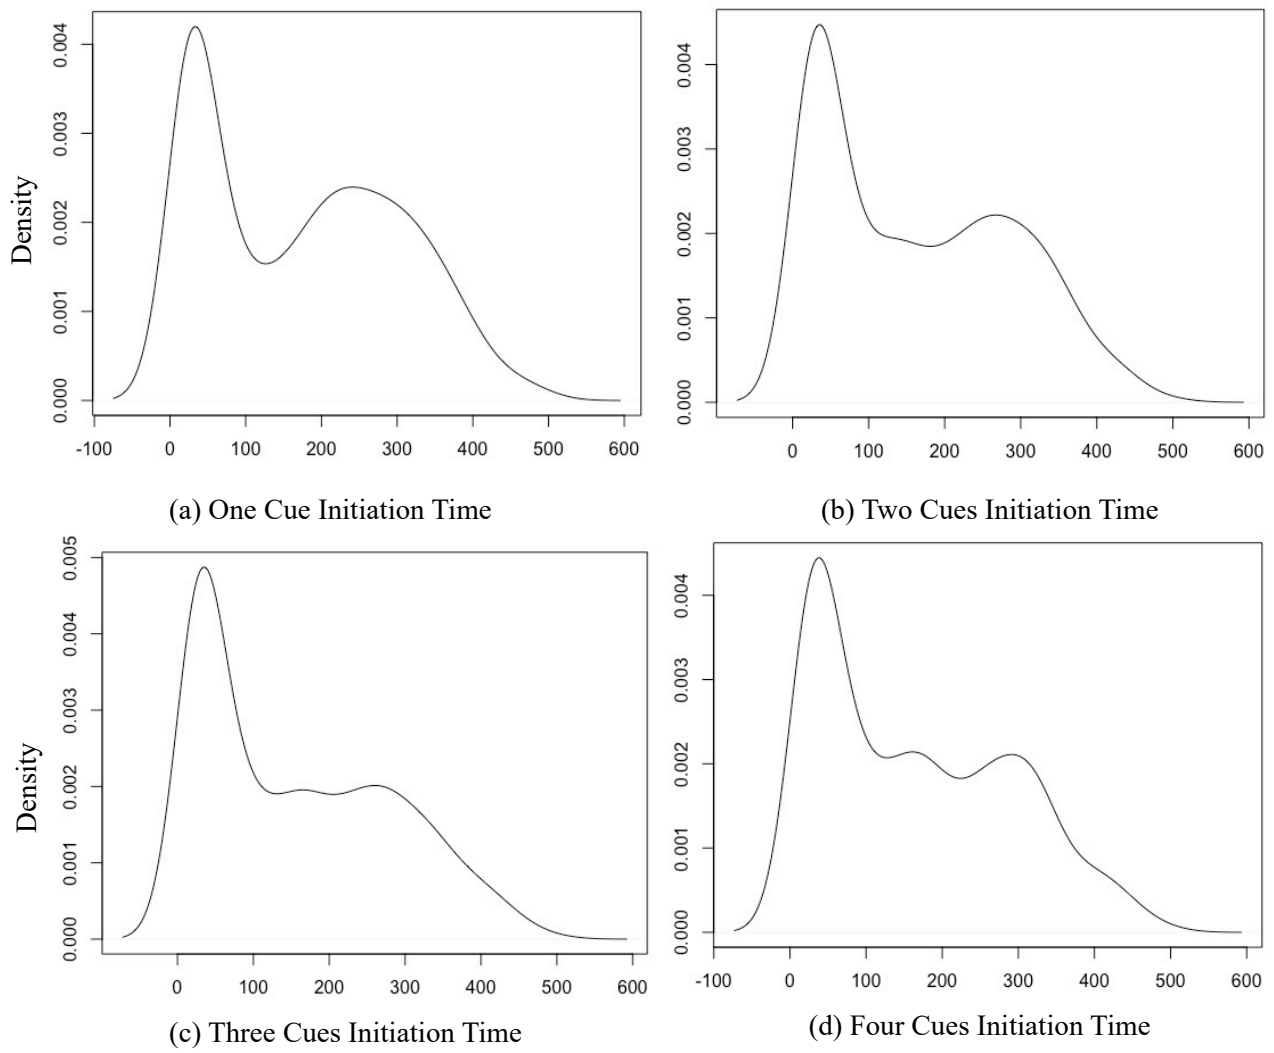 Density
0.004
0.003
0.002
0.001
0.000
-100 0 100 200 300 400 500 600
(a) One Cue Initiation Time
0.004
0.003
0.002
0.001
0.000
0 100 200 300 400 500 600
(b) Two Cues Initiation Time
Density
0.005
0.004
0.003
0.002
0.001
0.000
0 100 200 300 400 500 600
(c) Three Cues Initiation Time
0.004
0.003
0.002
0.001
0.000
-100 0 100 200 300 400 500 600
(d) Four Cues Initiation Time